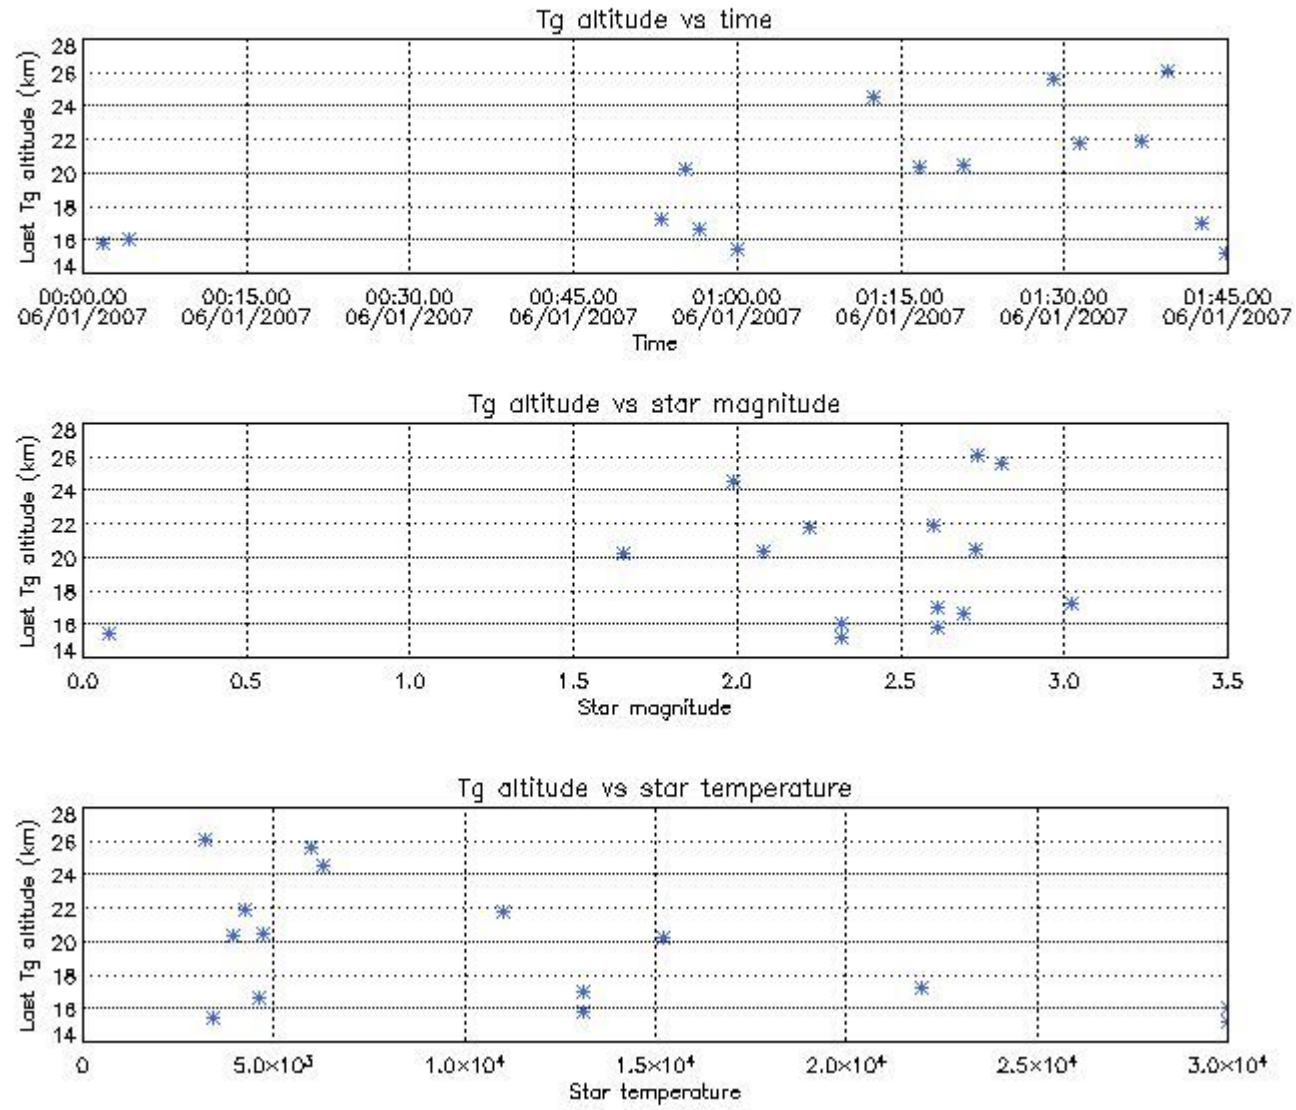 Tg altitude vs time
Last Tg altitude (km)
28
26
24
22
20
18
16
14
00:00.00 00:15.00 00:30.00 00:45.00 01:00.00 01:15.00 01:30.00 01:45.00
06/01/2007 06/01/2007 06/01/2007 06/01/2007 06/01/2007 06/01/2007 06/01/2007 06/01/2007
Time
Tg altitude vs star magnitude
Last Tg altitude (km)
28
26
24
22
20
18
16
14
0.0 0.5 1.0 1.5 2.0 2.5 3.0 3.5
Star magnitude
Tg altitude vs star temperature
Last Tg altitude (km)
28
26
24
22
20
18
16
14
0 5.0×10³ 1.0×10⁴ 1.5×10⁴ 2.0×10⁴ 2.5×10⁴ 3.0×10⁴
Star temperature